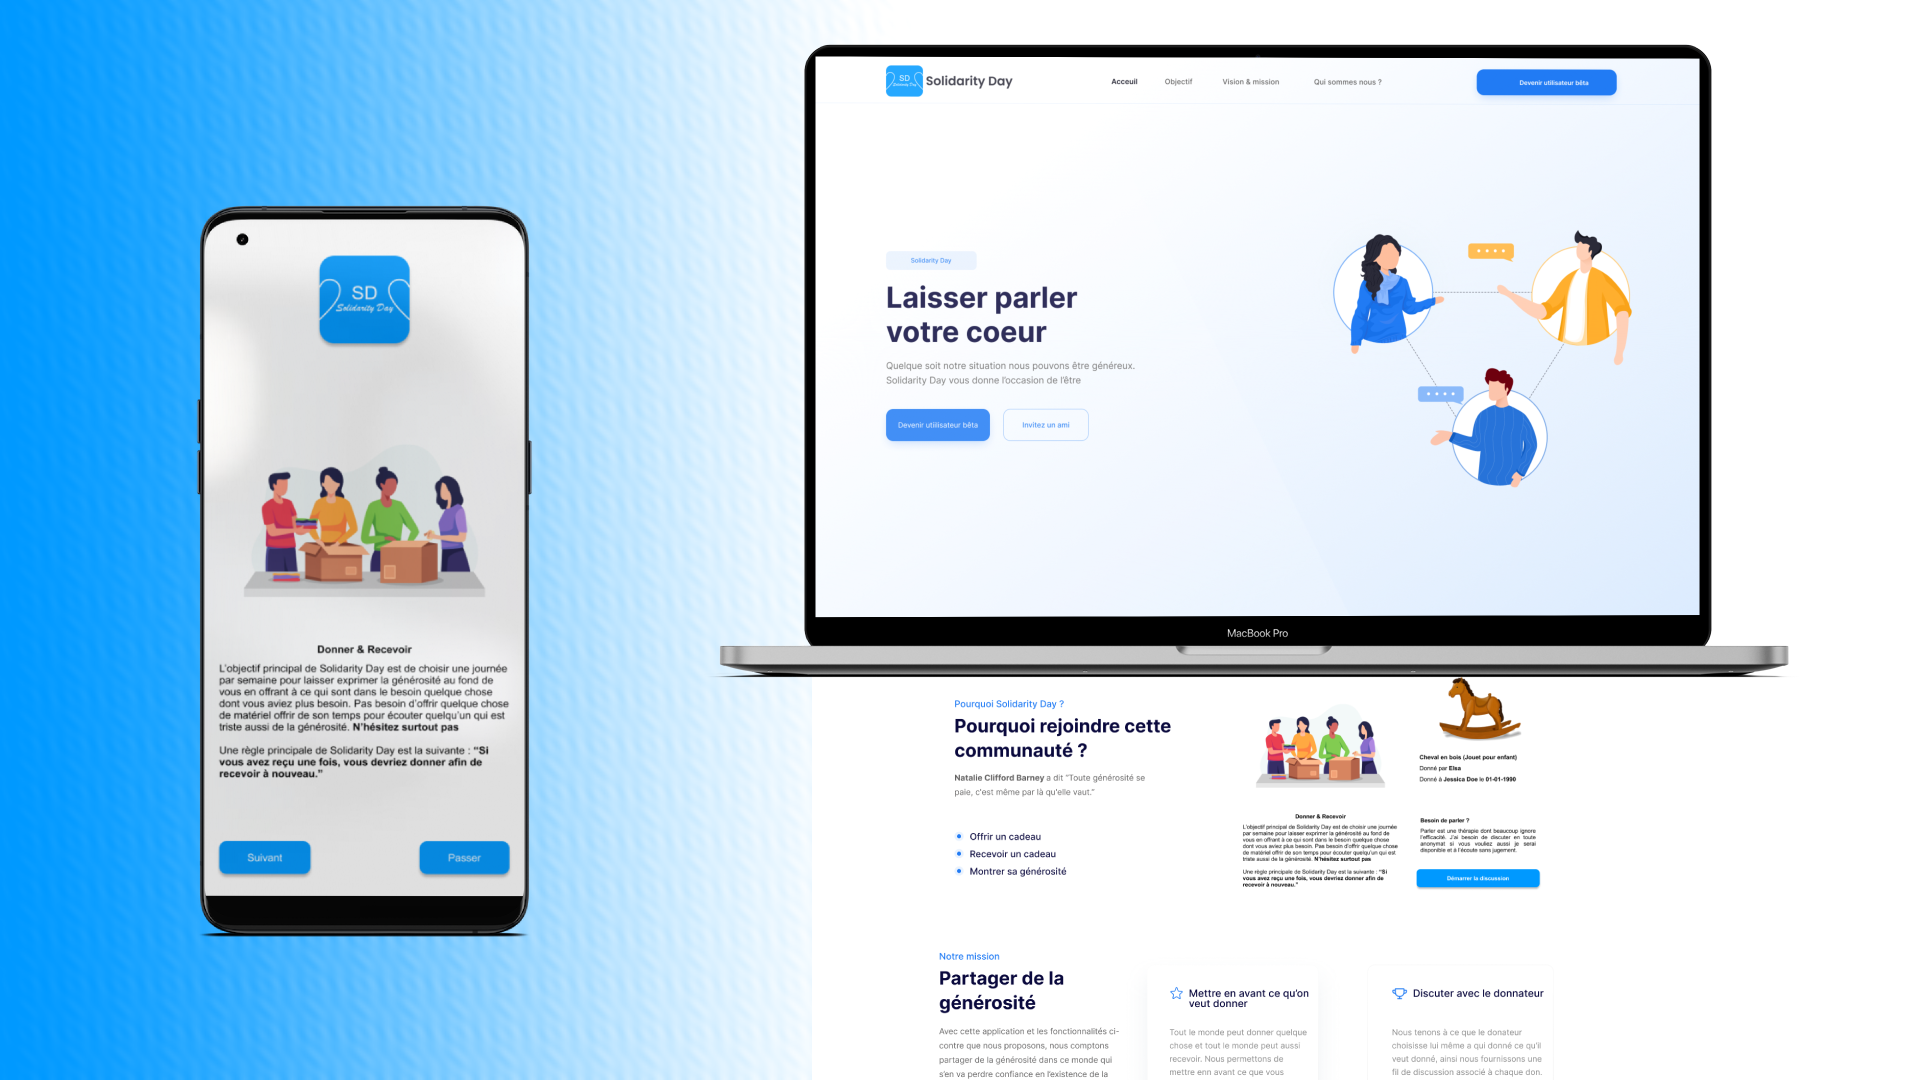 SD
Solidarity Day
Donner & Recevoir
L'objectif principal de Solidarity Day est de choisir une journée
par semaine pour laisser exprimer la générosité au fond de
vous en offrant à ce qui sont dans le besoin quelque chose
dont vous aviez plus besoin. Pas besoin d'offrir quelque chose
de matériel offrir de son temps pour écouter quelqu'un qui est
triste aussi de la générosité. N'hésitez surtout pas
Une règle principale de Solidarity Day est la suivante : “Si
vous avez reçu une fois, vous devriez donner afin de
recevoir à nouveau.”
Suivant
Passer
SD
Solidarity Day
Solidarity Day
Acceuil
Objectif
Vision & mission
Qui sommes nous ?
Devenir utilisateur bêta
Solidarity Day
Laisser parler
votre coeur
Quelque soit notre situation nous pouvons être généreux.
Solidarity Day vous donne l'occasion de l'être
Devenir utilisateur bêta
Invitez un ami
MacBook Pro
Pourquoi Solidarity Day ?
Pourquoi rejoindre cette
communauté ?
Natalie Clifford Barney a dit "Toute générosité se
paie, c'est même par là qu'elle vaut."
Offrir un cadeau
Recevoir un cadeau
Montrer sa générosité
Donner & Recevoir
L'objectif principal de Solidarity Day est de choisir une journée
par semaine pour laisser exprimer la générosité au fond de
vous en offrant à ce qui sont dans le besoin quelque chose
dont vous aviez plus besoin. Pas besoin d'offrir quelque chose
de matériel offrir de son temps pour écouter quelqu'un qui est
triste aussi de la générosité. N'hésitez surtout pas
Une règle principale de Solidarity Day est la suivante : “Si
vous avez reçu une fois, vous devriez donner afin de
recevoir à nouveau.”
Cheval en bois (Jouet pour enfant)
Donné par Elsa
Donné à Jessica Doe le 01-01-1990
Besoin de parler ?
Parler est une thérapie dont beaucoup ignore
l'efficacité. J'ai besoin de discuter en toute
anonymat si vous vouliez aussi je serai
disponible et à l'écoute sans jugement.
Démarrer la discussion
Notre mission
Partager de la
générosité
Avec cette application et les fonctionnalités ci-
contre que nous proposons, nous comptons
partager de la générosité dans ce monde qui
s'en va perdre confiance en l'existence de la
Mettre en avant ce qu'on
veut donner
Tout le monde peut donner quelque
chose et tout le monde peut aussi
recevoir. Nous permettons de
mettre enn avant ce que vous
Discuter avec le donnateur
Nous tenons à ce que le donateur
choisisse lui même a qui donné ce qu'il
veut donné, ainsi nous fournissons une
fil de discussion associé à chaque don.